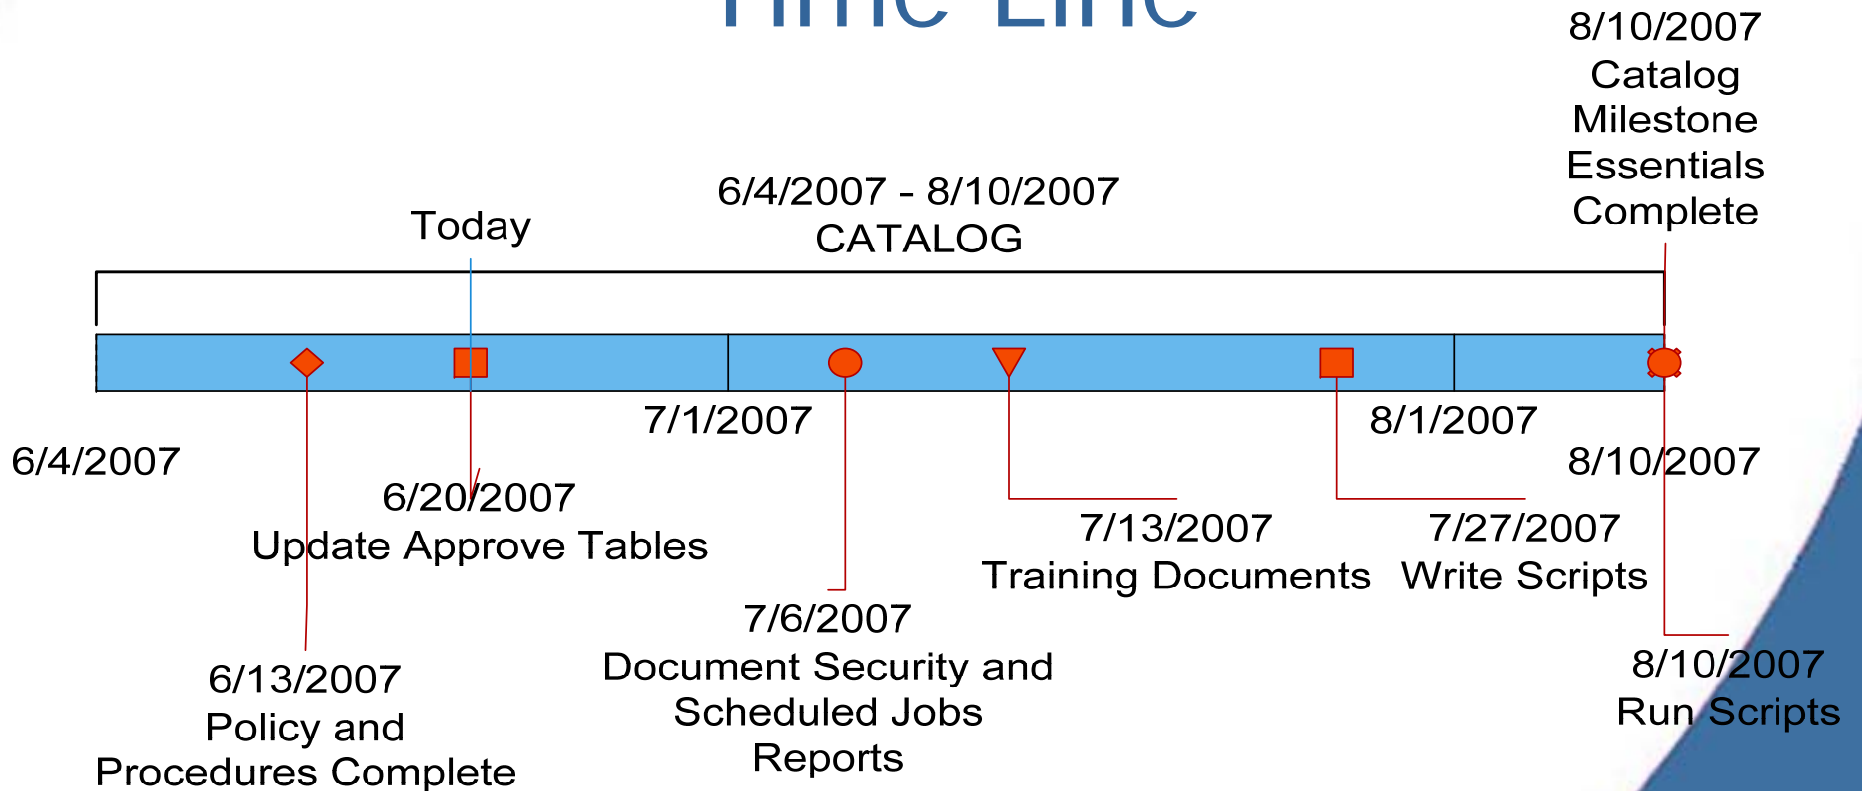 Time Line
8/10/2007
Catalog
Milestone
Essentials
Complete
6/4/2007 - 8/10/2007
CATALOG
Today
7/1/2007
8/1/2007
6/4/2007
8/10/2007
6/20/2007
Update Approve Tables
7/13/2007
Training Documents
7/27/2007
Write Scripts
7/6/2007
Document Security and
Scheduled Jobs
Reports
6/13/2007
Policy and
Procedures Complete
8/10/2007
Run Scripts